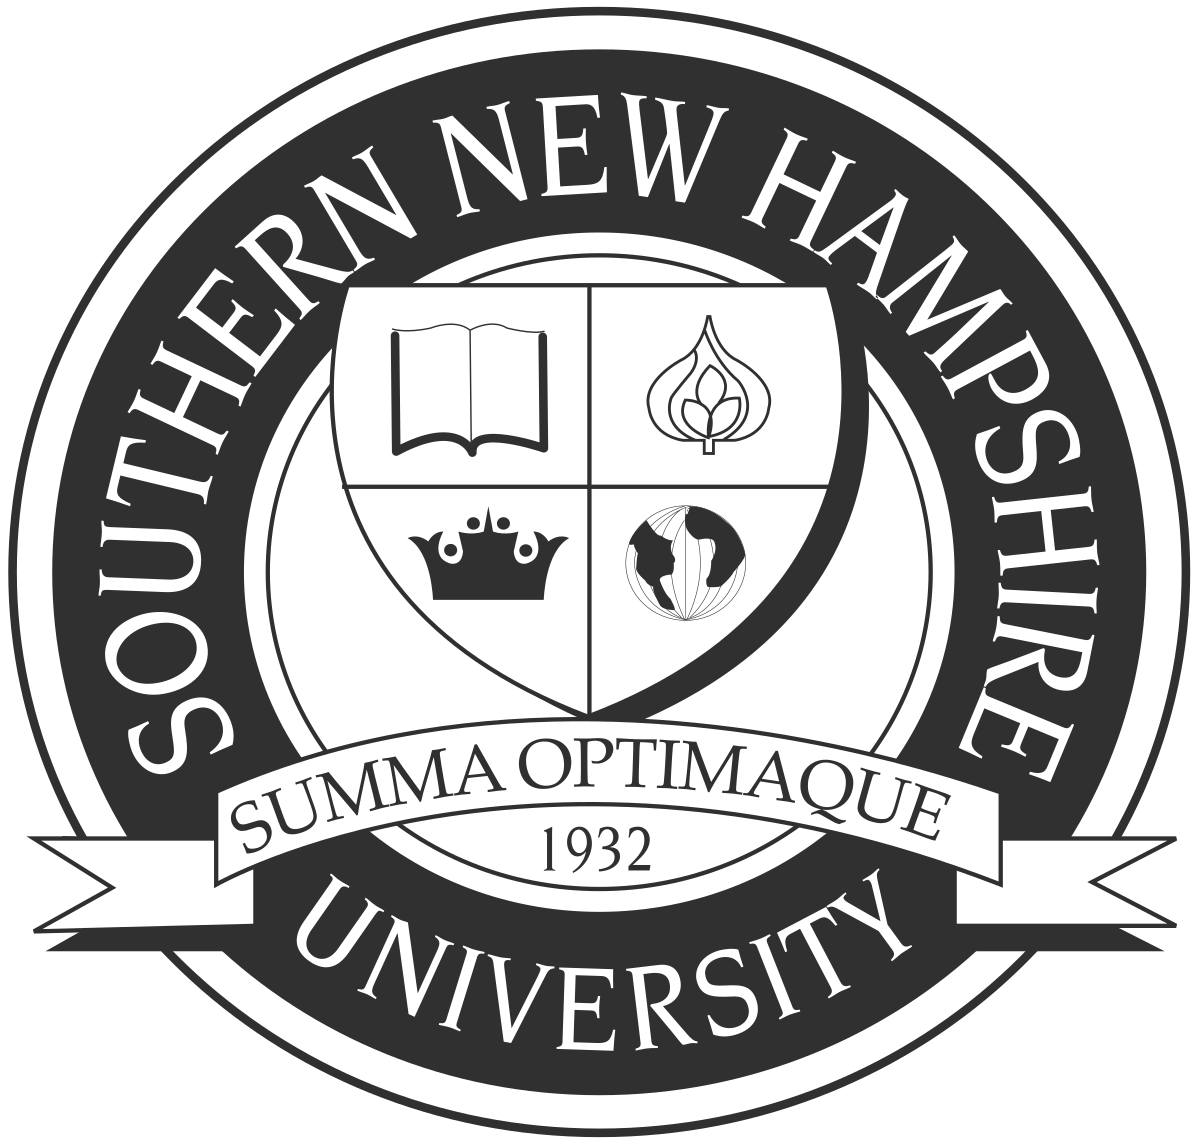 SOUTHERN NEW HAMPSHIRE
SUMMA OPTIMAQUE
1932
UNIVERSITY